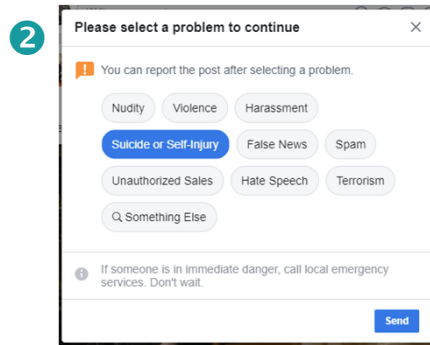 2
Please select a problem to continue
You can report the post after selecting a problem.
Nudity Violence Harassment
Suicide or Self-Injury False News Spam
Unauthorized Sales Hate Speech Terrorism
Something Else
If someone is in immediate danger, call local emergency
services. Don't wait.
Send